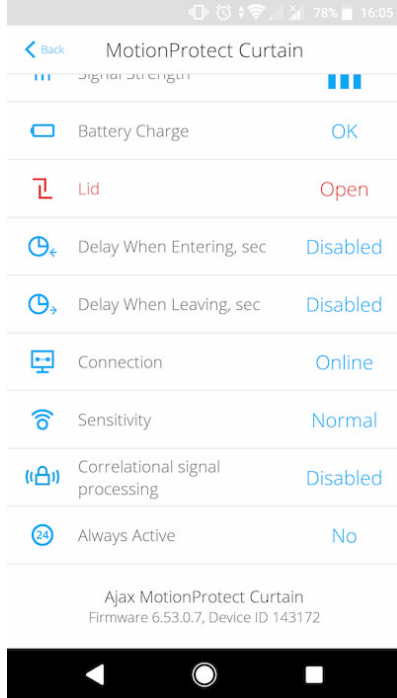 78% 16:05
Back MotionProtect Curtain
Signal Strength
Battery Charge OK
Lid Open
Delay When Entering, sec Disabled
Delay When Leaving, sec Disabled
Connection Online
Sensitivity Normal
Correlational signal
processing Disabled
24 Always Active No
Ajax MotionProtect Curtain
Firmware 6.53.0.7, Device ID 143172